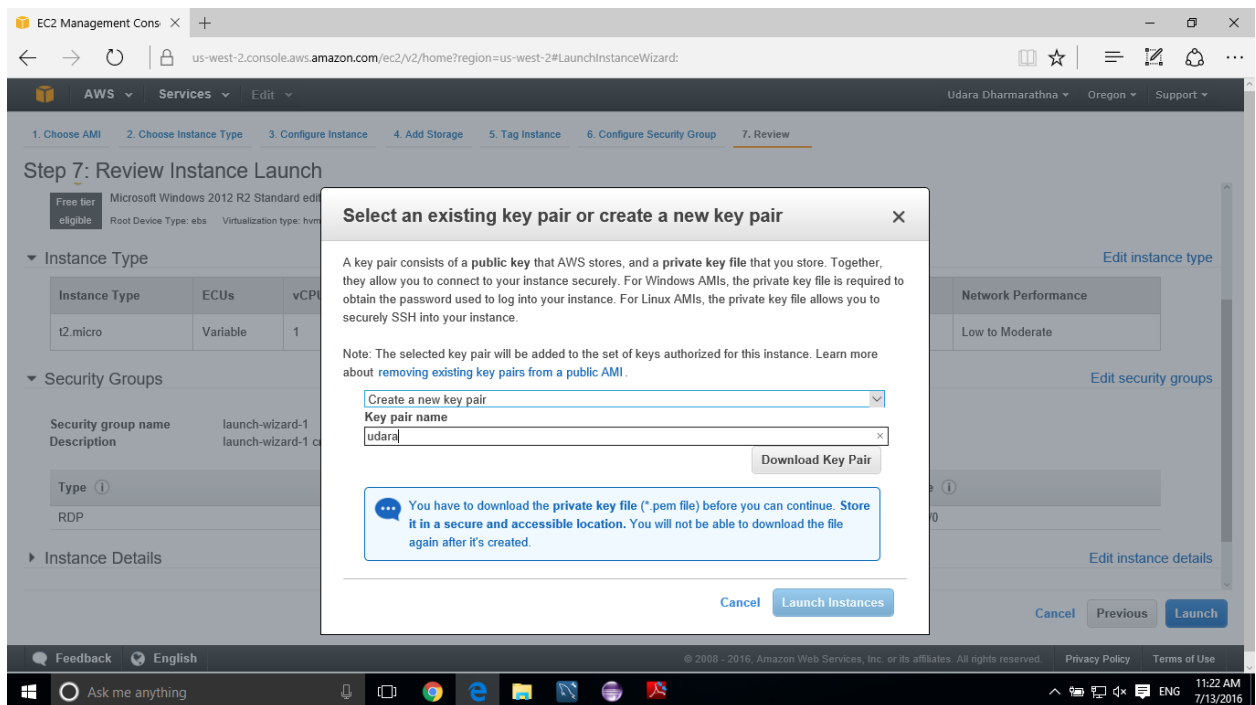 EC2 Management Cons
us-west-2.console.aws.amazon.com/ec2/v2/home?region=us-west-2#LaunchInstanceWizard:
AWS Services Edit Udara Dharmarathna Oregon Support
1. Choose AMI 2. Choose Instance Type 3. Configure Instance 4. Add Storage 5. Tag Instance 6. Configure Security Group 7. Review
Step 7: Review Instance Launch
Free tier eligible
Microsoft Windows 2012 R2 Standard edi
Root Device Type: ebs Virtualization type: hvm
Instance Type Edit instance type
Instance Type ECUs vCPU Network Performance
t2.micro Variable 1 Low to Moderate
Security Groups Edit security groups
Security group name launch-wizard-1
Description launch-wizard-1 c
Type
RDP /0
Instance Details Edit instance details
Cancel Previous Launch
Select an existing key pair or create a new key pair
A key pair consists of a public key that AWS stores, and a private key file that you store. Together,
they allow you to connect to your instance securely. For Windows AMIs, the private key file is required to
obtain the password used to log into your instance. For Linux AMIs, the private key file allows you to
securely SSH into your instance.
Note: The selected key pair will be added to the set of keys authorized for this instance. Learn more
about removing existing key pairs from a public AMI .
Create a new key pair
Key pair name
udara
Download Key Pair
You have to download the private key file (*.pem file) before you can continue. Store
it in a secure and accessible location. You will not be able to download the file
again after it's created.
Cancel Launch Instances
Feedback English © 2008 - 2016, Amazon Web Services, Inc. or its affiliates. All rights reserved. Privacy Policy Terms of Use
Ask me anything ENG 11:22 AM
7/13/2016